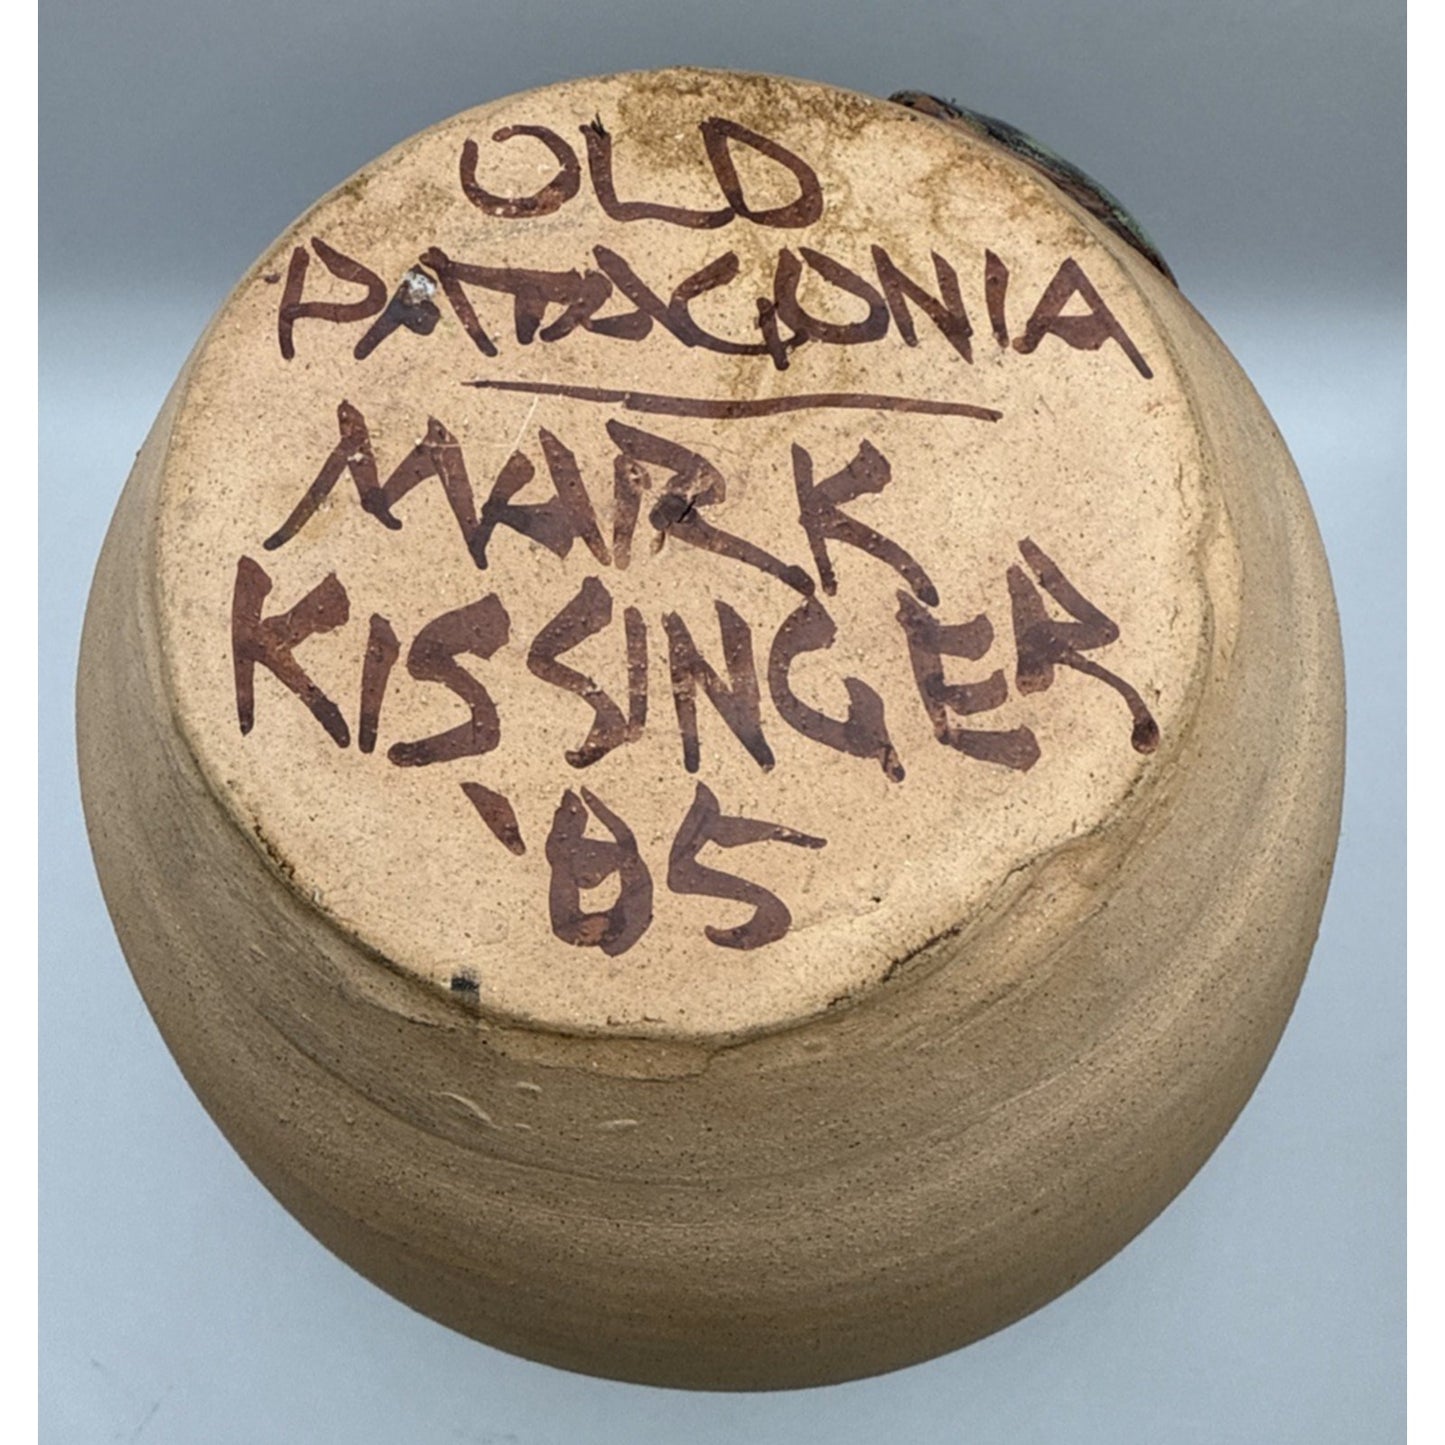 OLD
PATAGONIA
MARK
KISSINGER
'85